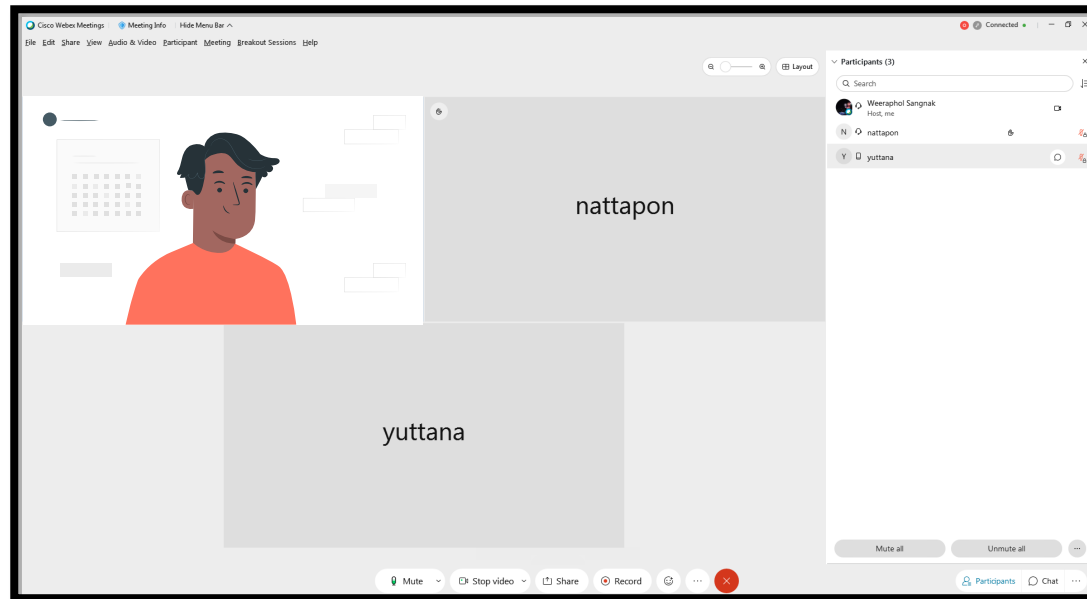 Cisco Webex Meetings Meeting Info Hide Menu Bar Connected
File Edit Share View Audio & Video Participant Meeting Breakout Sessions Help
Layout
Participants (3)
Search
Weeraphol Sangnak
Host, me
N nattapon
Y yuttana
nattapon
yuttana
Mute all Unmute all
Mute Stop video Share Record Participants Chat